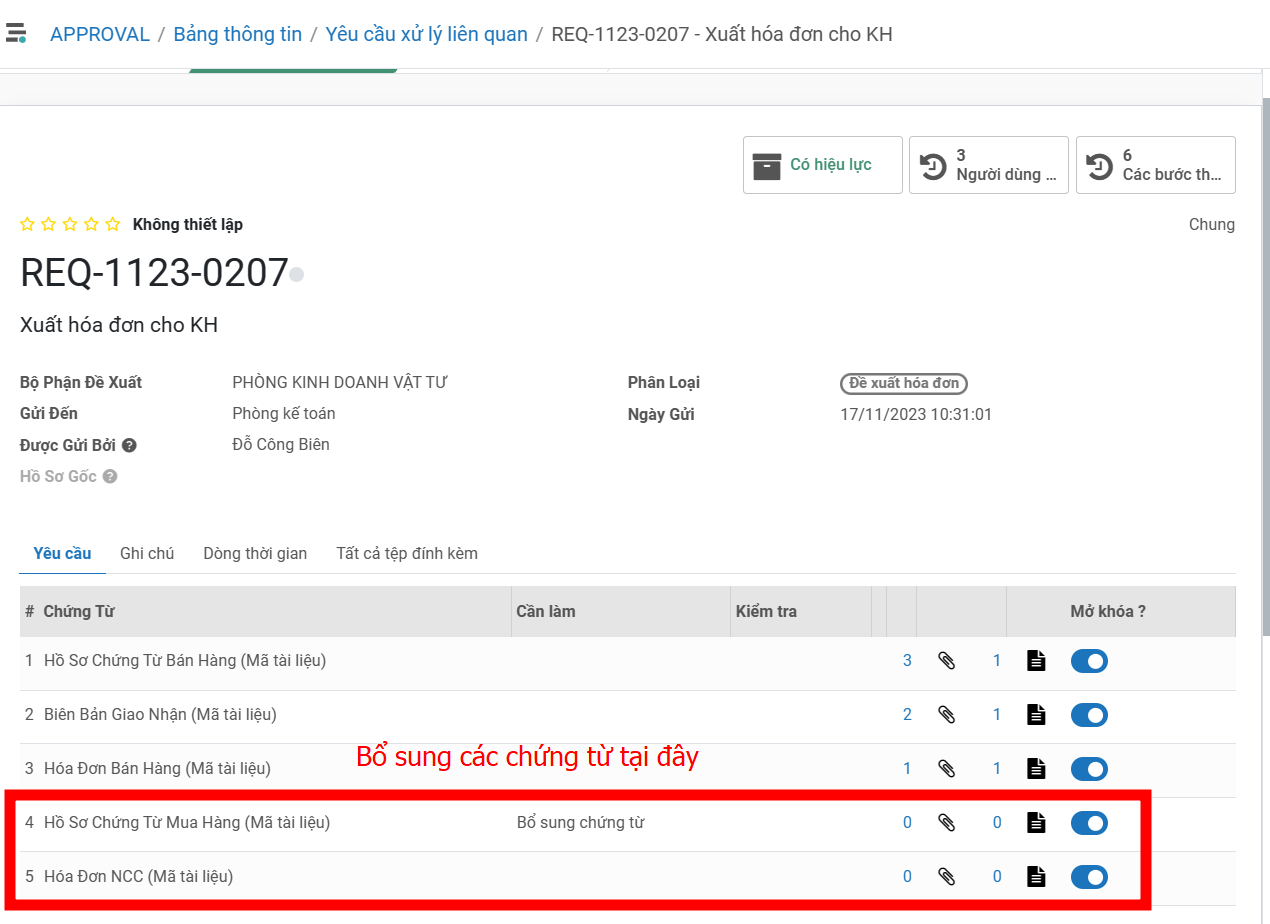 APPROVAL / Bảng thông tin / Yêu cầu xử lý liên quan / REQ-1123-0207 - Xuất hóa đơn cho KH
Có hiệu lực
3
Người dùng ...
6
Các bước th...
Không thiết lập
Chung
REQ-1123-0207
Xuất hóa đơn cho KH
Bộ Phận Đề Xuất PHÒNG KINH DOANH VẬT TƯ Phân Loại Đề xuất hóa đơn
Gửi Đến Phòng kế toán Ngày Gửi 17/11/2023 10:31:01
Được Gửi Bởi ? Đỗ Công Biên
Hồ Sơ Gốc ?
Yêu cầu Ghi chú Dòng thời gian Tất cả tệp đính kèm
# Chứng Từ Cần làm Kiểm tra Mở khóa ?
1 Hồ Sơ Chứng Từ Bán Hàng (Mã tài liệu) 3 1
2 Biên Bản Giao Nhận (Mã tài liệu) 2 1
Bổ sung các chứng từ tại đây
3 Hóa Đơn Bán Hàng (Mã tài liệu) 1 1
4 Hồ Sơ Chứng Từ Mua Hàng (Mã tài liệu) Bổ sung chứng từ 0 0
5 Hóa Đơn NCC (Mã tài liệu) 0 0